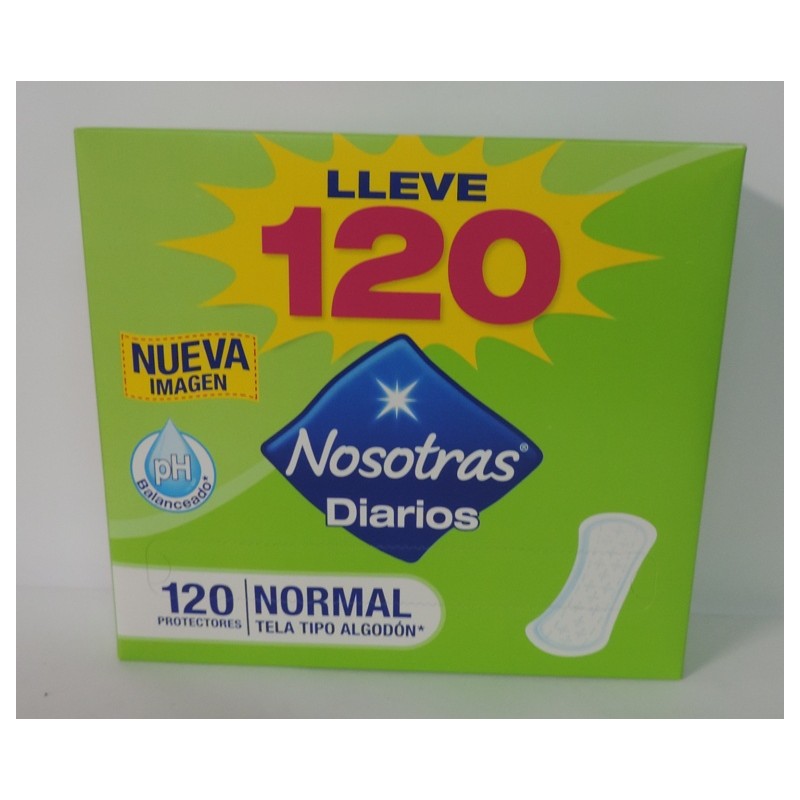 LLEVE
120
NUEVA
IMAGEN
pH
Balanceado*
Nosotras®
Diarios
120
PROTECTORES
NORMAL
TELA TIPO ALGODÓN*